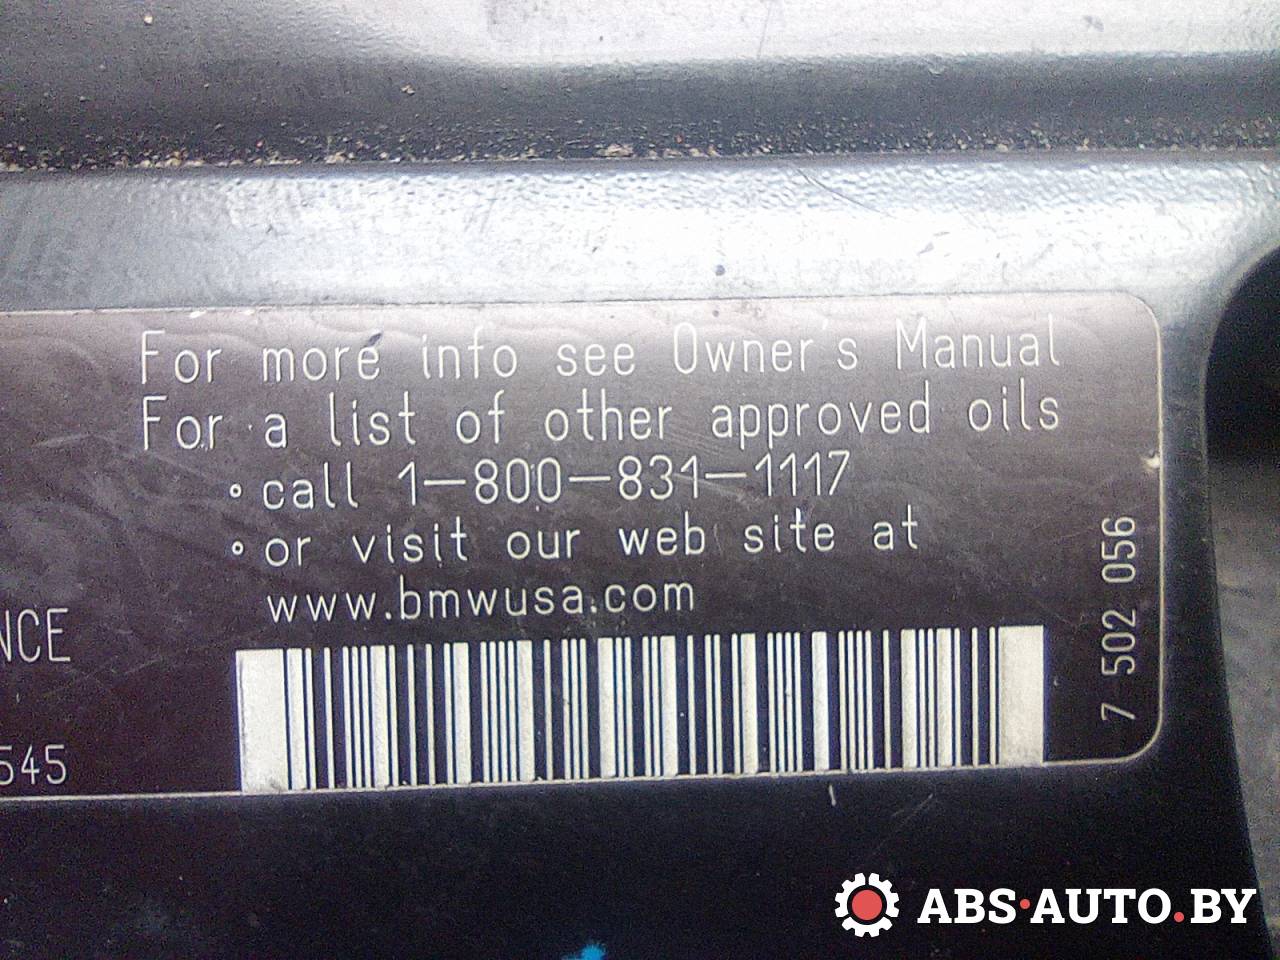 For more info see Owner's Manual
For a list of other approved oils
• call 1-800-831-1117
• or visit our web site at
www.bmwusa.com
NCE
545
7 502 056
ABS·AUTO.BY